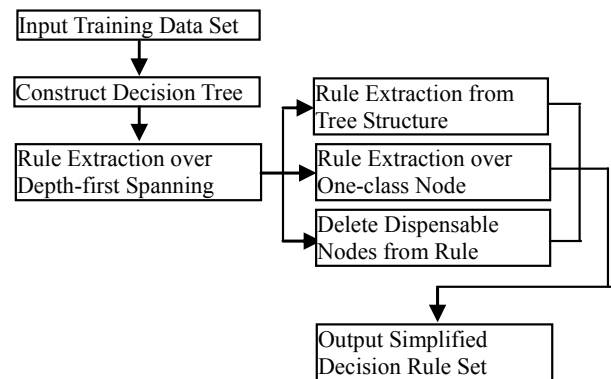 Input Training Data Set
Construct Decision Tree
Rule Extraction over
Depth-first Spanning
Rule Extraction from
Tree Structure
Rule Extraction over
One-class Node
Delete Dispensable
Nodes from Rule
Output Simplified
Decision Rule Set